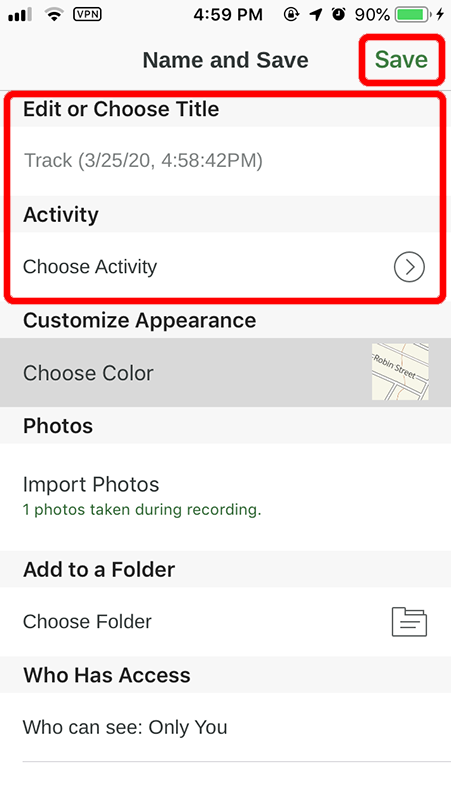 VPN
4:59 PM
90%
Name and Save
Save
Edit or Choose Title
Track (3/25/20, 4:58:42PM)
Activity
Choose Activity
Customize Appearance
Choose Color
Robin Street
Photos
Import Photos
1 photos taken during recording.
Add to a Folder
Choose Folder
Who Has Access
Who can see: Only You